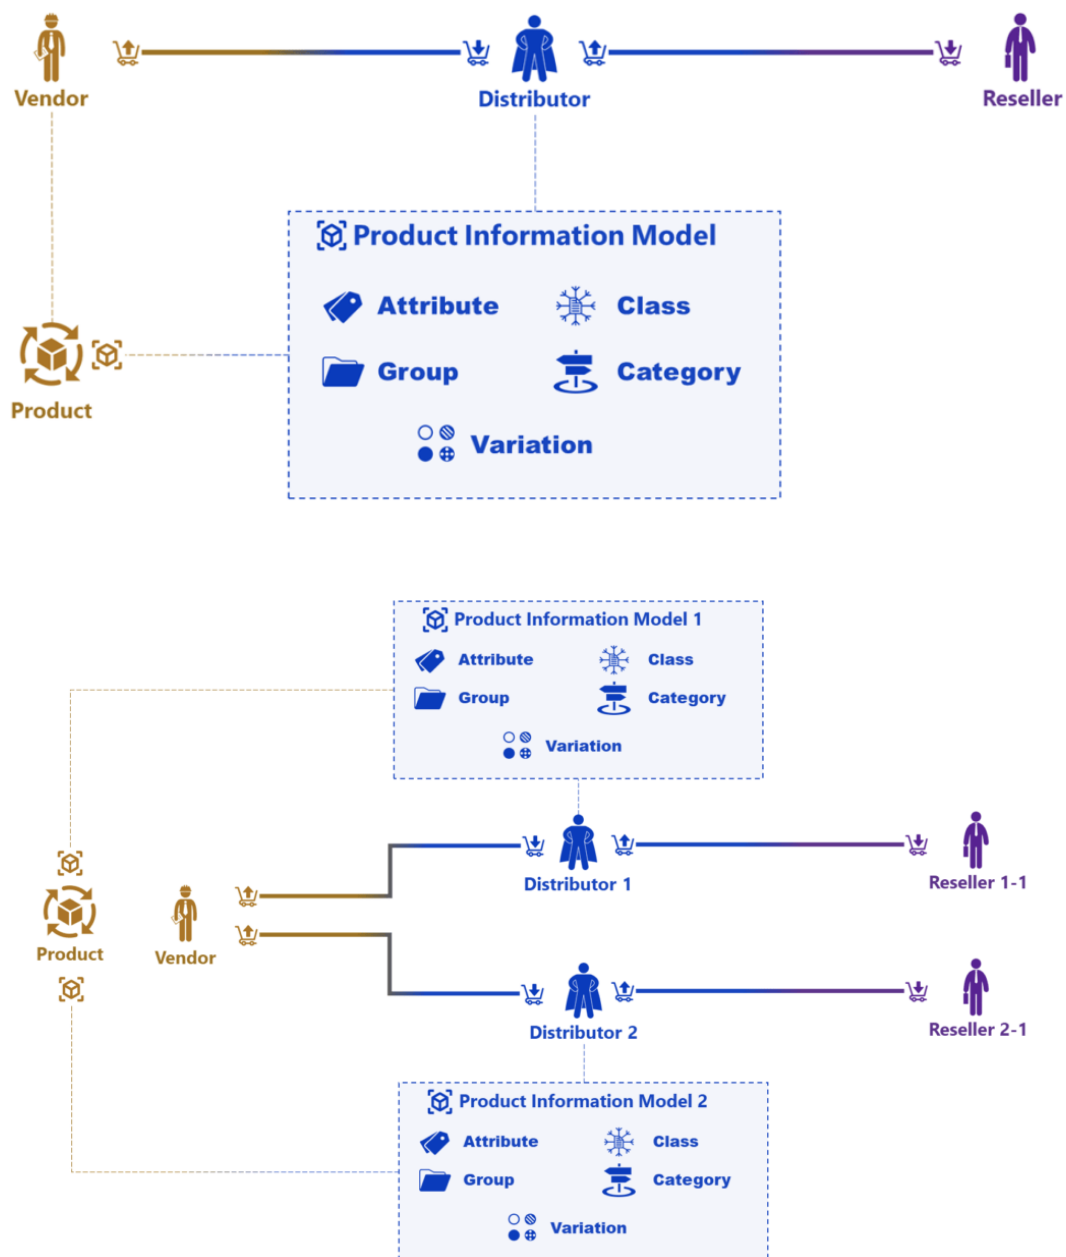 Vendor
Distributor
Reseller
Product Information Model
Attribute
Class
Group
Category
Variation
Product
Product Information Model 1
Attribute
Class
Group
Category
Variation
Distributor 1
Reseller 1-1
Product
Vendor
Distributor 2
Reseller 2-1
Product Information Model 2
Attribute
Class
Group
Category
Variation